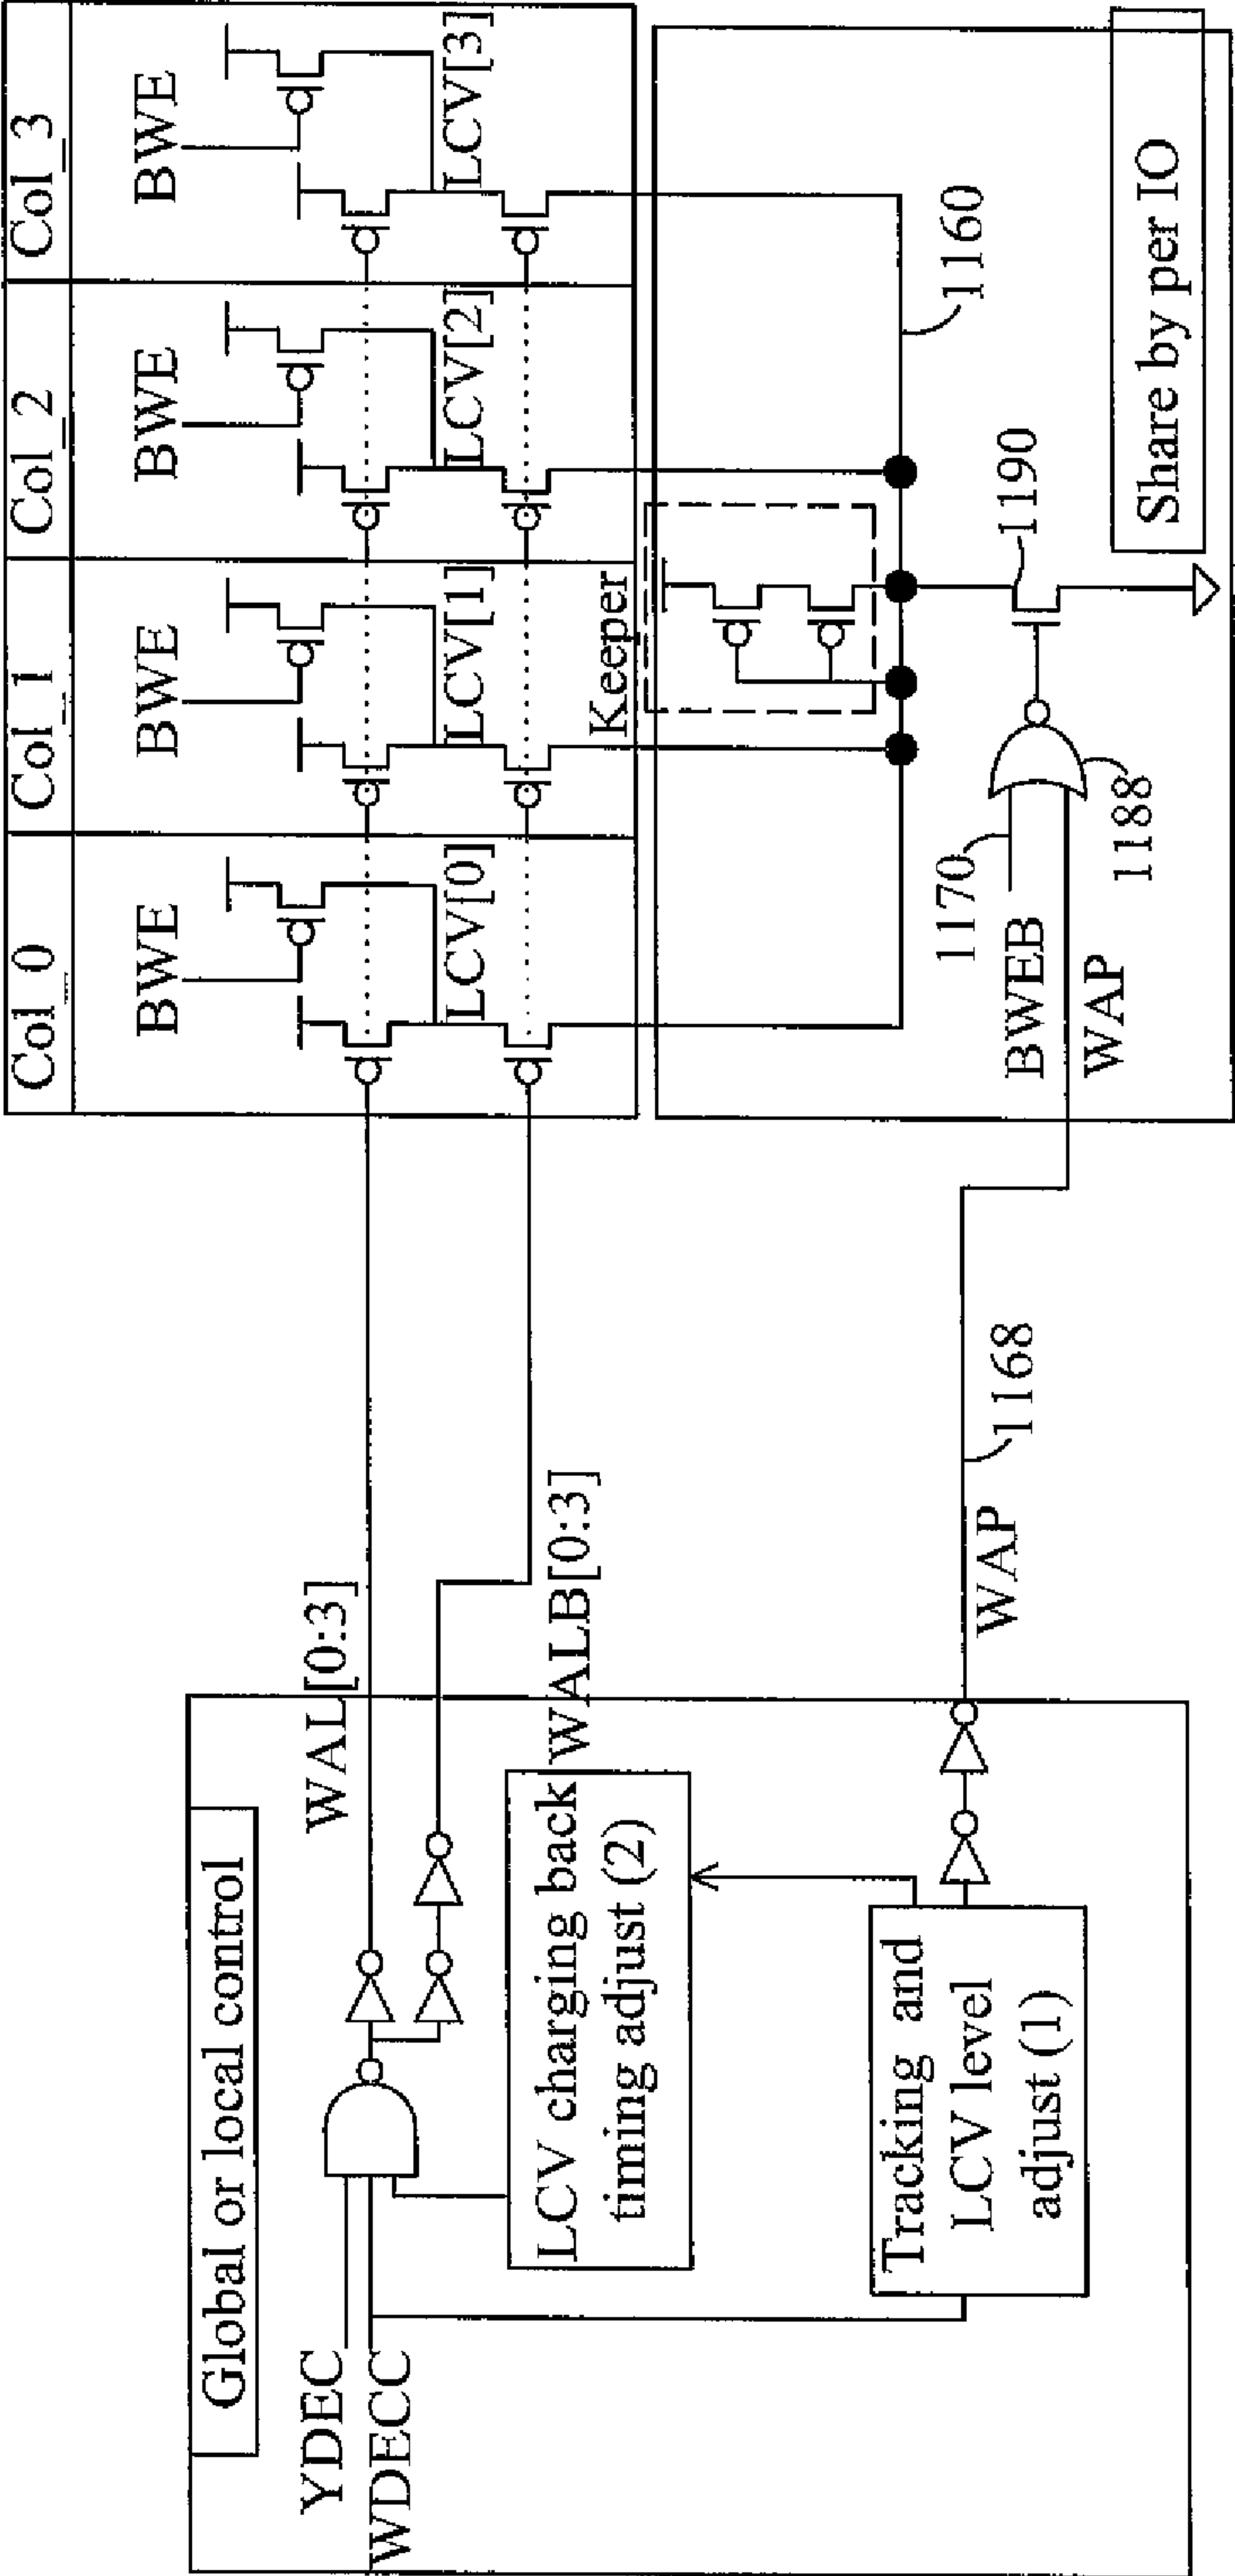 Global or local control
YDEC
WDECC
WAL[0:3]
WALB[0:3]
LCV charging back
timing adjust (2)
Tracking and
LCV level
adjust (1)
WAP
1168
Col_0
Col_1
Col_2
Col_3
BWE
BWE
BWE
BWE
LCV[0]
LCV[1]
LCV[2]
LCV[3]
Keeper
1160
1170
BWEB
WAP
1188
1190
Share by per IO